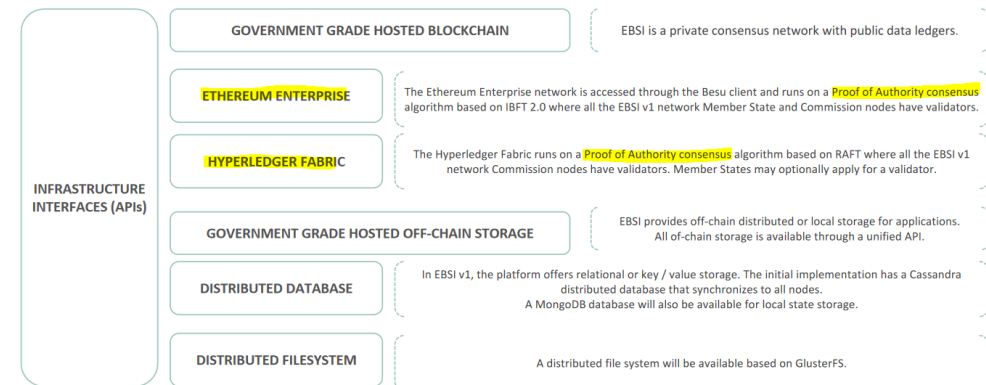 GOVERNMENT GRADE HOSTED BLOCKCHAIN
EBSI is a private consensus network with public data ledgers.
ETHEREUM ENTERPRISE
The Ethereum Enterprise network is accessed through the Besu client and runs on a Proof of Authority consensus
algorithm based on IBFT 2.0 where all the EBSI v1 network Member State and Commission nodes have validators.
HYPERLEDGER FABRIC
The Hyperledger Fabric runs on a Proof of Authority consensus algorithm based on RAFT where all the EBSI v1
network Commission nodes have validators. Member States may optionally apply for a validator.
INFRASTRUCTURE
INTERFACES (APIs)
GOVERNMENT GRADE HOSTED OFF-CHAIN STORAGE
EBSI provides off-chain distributed or local storage for applications.
All of-chain storage is available through a unified API.
DISTRIBUTED DATABASE
In EBSI v1, the platform offers relational or key / value storage. The initial implementation has a Cassandra
distributed database that synchronizes to all nodes.
A MongoDB database will also be available for local state storage.
DISTRIBUTED FILESYSTEM
A distributed file system will be available based on GlusterFS.